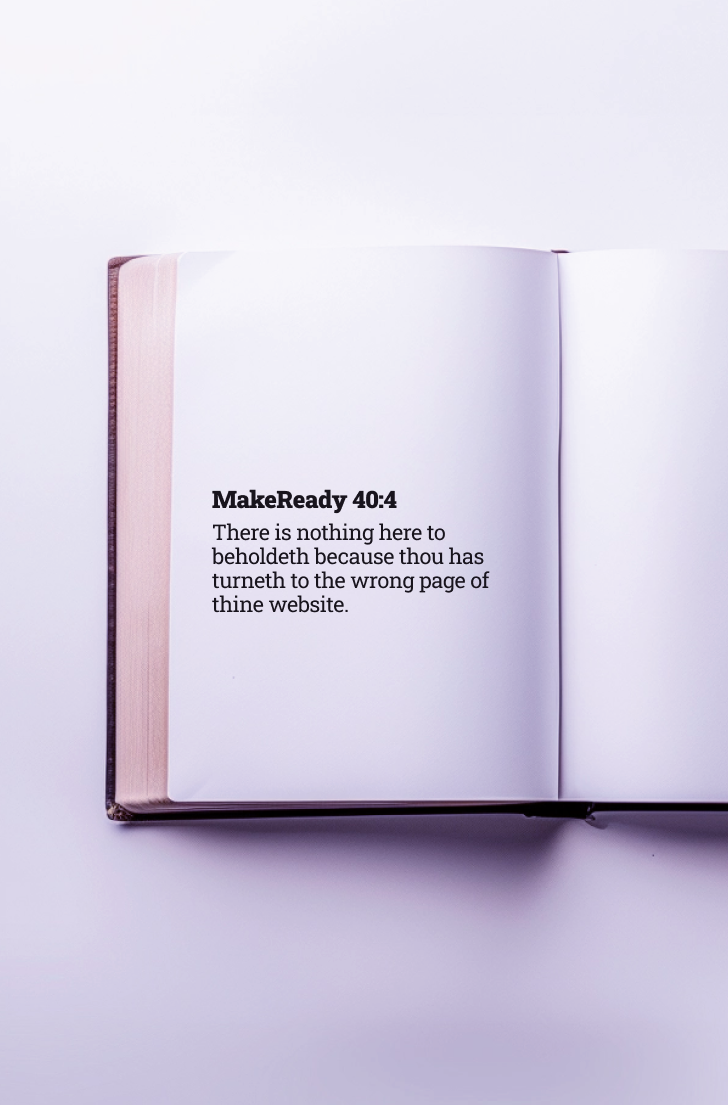 MakeReady 40:4
There is nothing here to
beholdeth because thou has
turneth to the wrong page of
thine website.